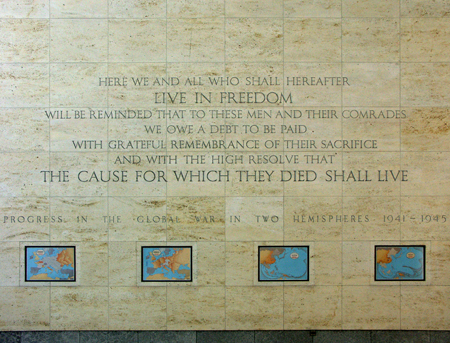 HERE WE AND ALL WHO SHALL HEREAFTER
LIVE IN FREEDOM
WILL BE REMINDED THAT TO THESE MEN AND THEIR COMRADES
WE OWE A DEBT TO BE PAID
WITH GRATEFUL REMEMBRANCE OF THEIR SACRIFICE
AND WITH THE HIGH RESOLVE THAT
THE CAUSE FOR WHICH THEY DIED SHALL LIVE
PROGRESS IN THE GLOBAL WAR IN TWO HEMISPHERES 1941-1945